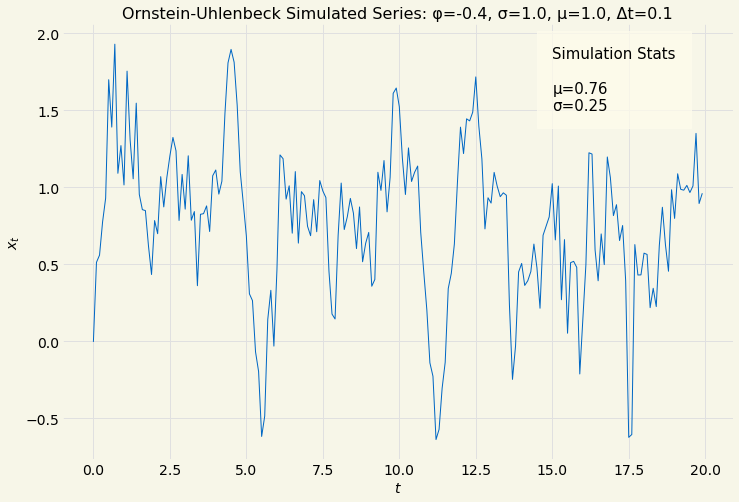 Ornstein-Uhlenbeck Simulated Series: φ=-0.4, σ=1.0, μ=1.0, Δt=0.1
Simulation Stats
μ=0.76
σ=0.25
2.0
1.5
1.0
0.5
0.0
−0.5
x_t
0.0
2.5
5.0
7.5
10.0
12.5
15.0
17.5
20.0
t